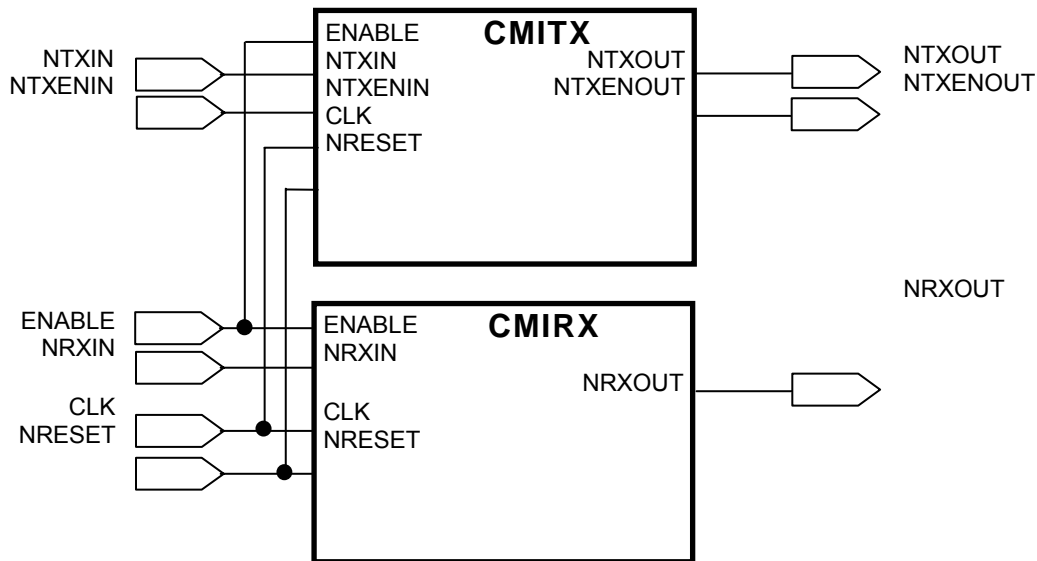 NTXIN
NTXENIN
ENABLE
NTXIN
NTXENIN
CLK
NRESET
CMITX
NTXOUT
NTXENOUT
NTXOUT
NTXENOUT
ENABLE
NRXIN
CLK
NRESET
ENABLE
NRXIN
CLK
NRESET
CMIRX
NRXOUT
NRXOUT